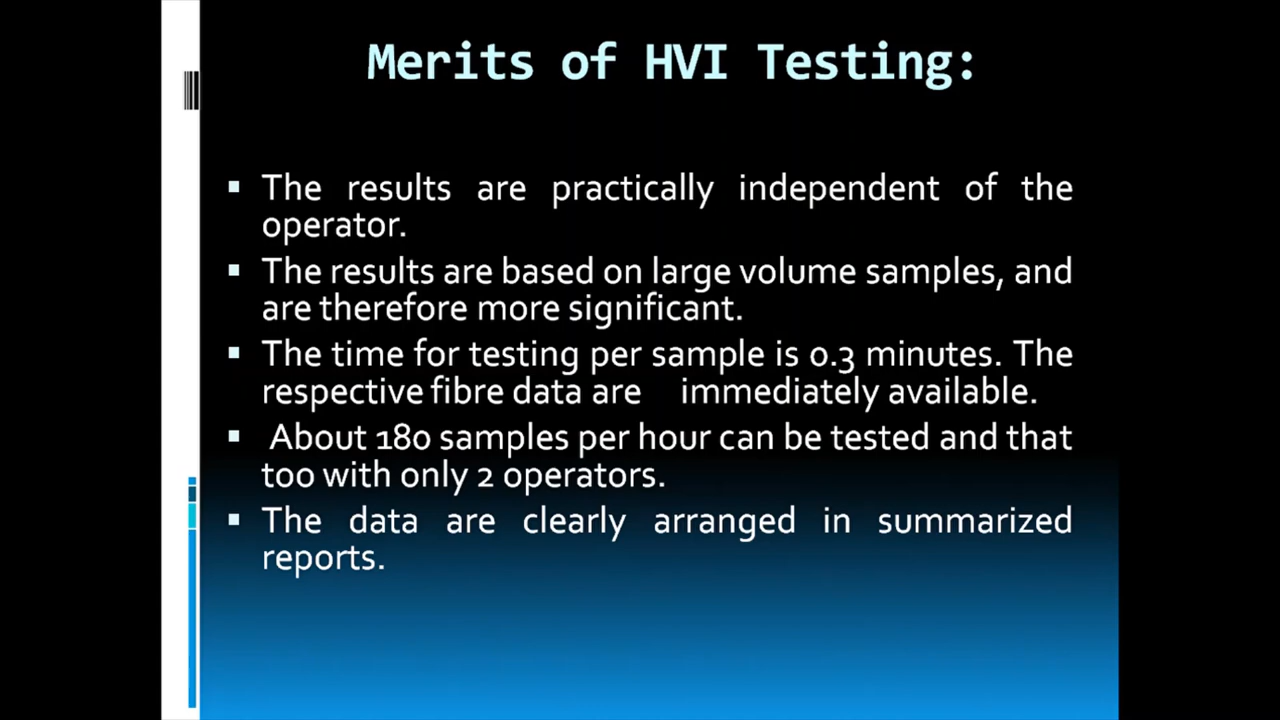 Merits of HVI Testing:
▪ The results are practically independent of the
operator.
▪ The results are based on large volume samples, and
are therefore more significant.
▪ The time for testing per sample is 0.3 minutes. The
respective fibre data are immediately available.
▪ About 180 samples per hour can be tested and that
too with only 2 operators.
▪ The data are clearly arranged in summarized
reports.